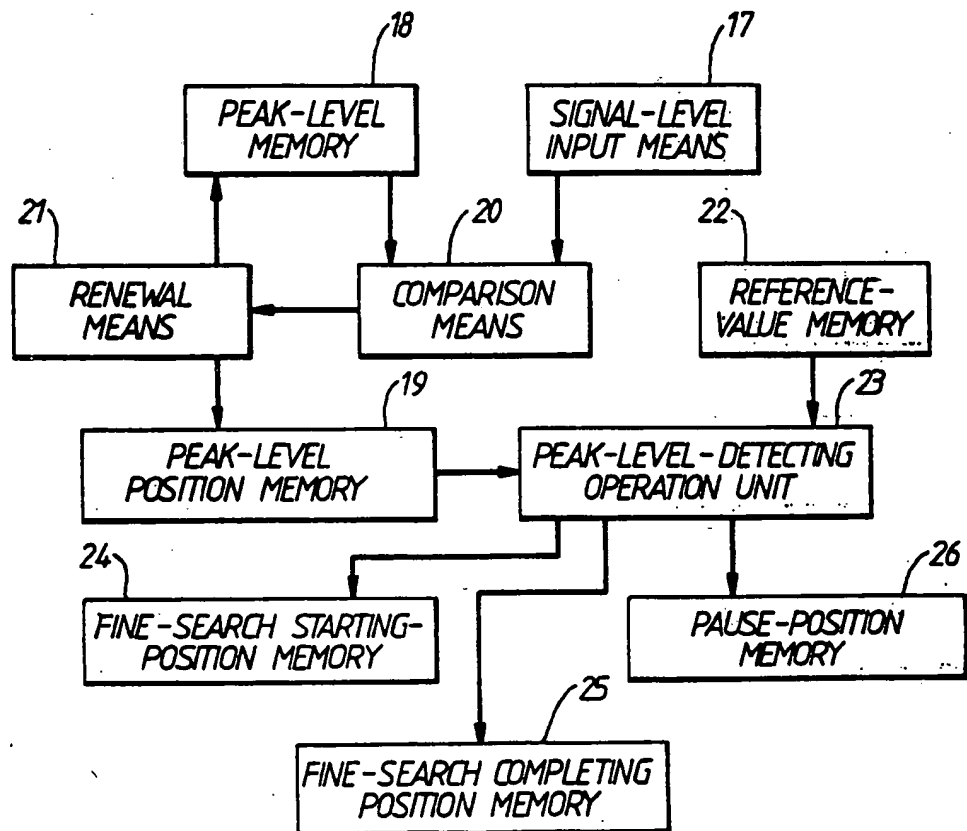 18
17
PEAK-LEVEL
MEMORY
SIGNAL-LEVEL
INPUT MEANS
21
20
22
RENEWAL
MEANS
COMPARISON
MEANS
REFERENCE-
VALUE MEMORY
19
23
PEAK-LEVEL
POSITION MEMORY
PEAK-LEVEL-DETECTING
OPERATION UNIT
24
26
FINE-SEARCH STARTING-
POSITION MEMORY
PAUSE-POSITION
MEMORY
25
FINE-SEARCH COMPLETING
POSITION MEMORY